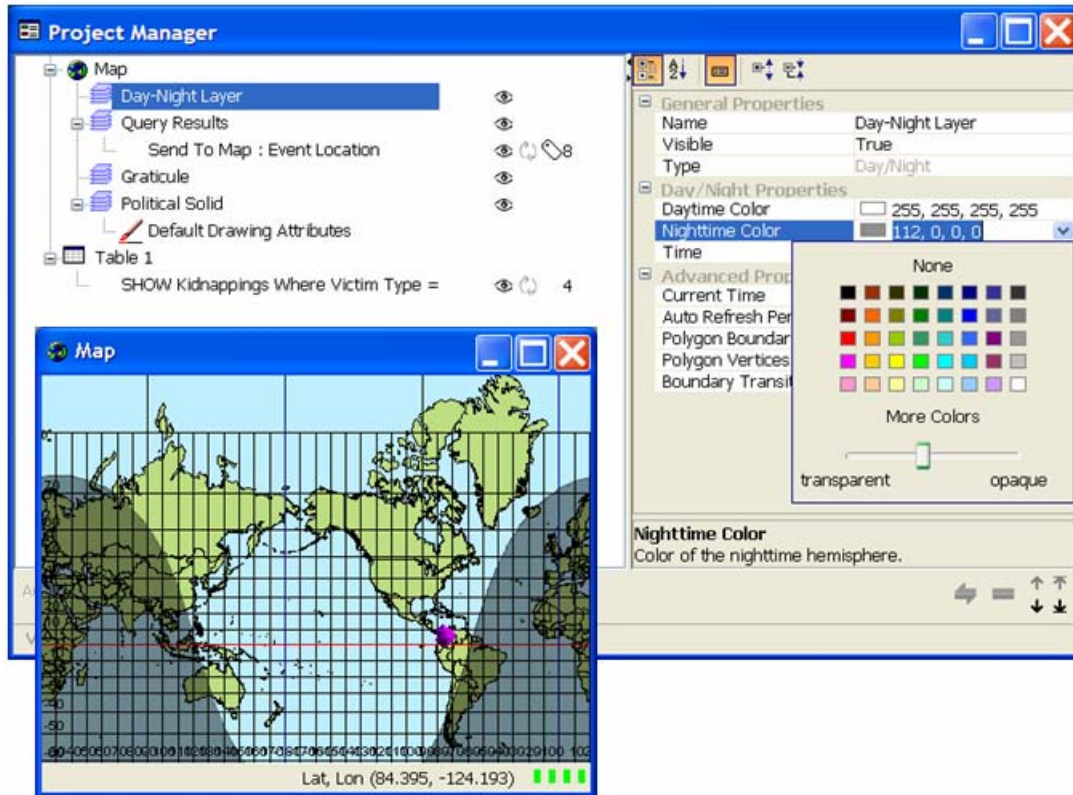 Project Manager
Map
Day-Night Layer
Query Results
Send To Map : Event Location 8
Graticule
Political Solid
Default Drawing Attributes
Table 1
SHOW Kidnappings Where Victim Type = 4
General Properties
Name Day-Night Layer
Visible True
Type Day/Night
Day/Night Properties
Daytime Color 255, 255, 255, 255
Nighttime Color 112, 0, 0, 0
Time
Advanced Prop
Current Time
Auto Refresh Per
Polygon Boundar
Polygon Vertices
Boundary Transit
None
More Colors
transparent opaque
Nighttime Color
Color of the nighttime hemisphere.
Map
Lat, Lon (84.395, -124.193)